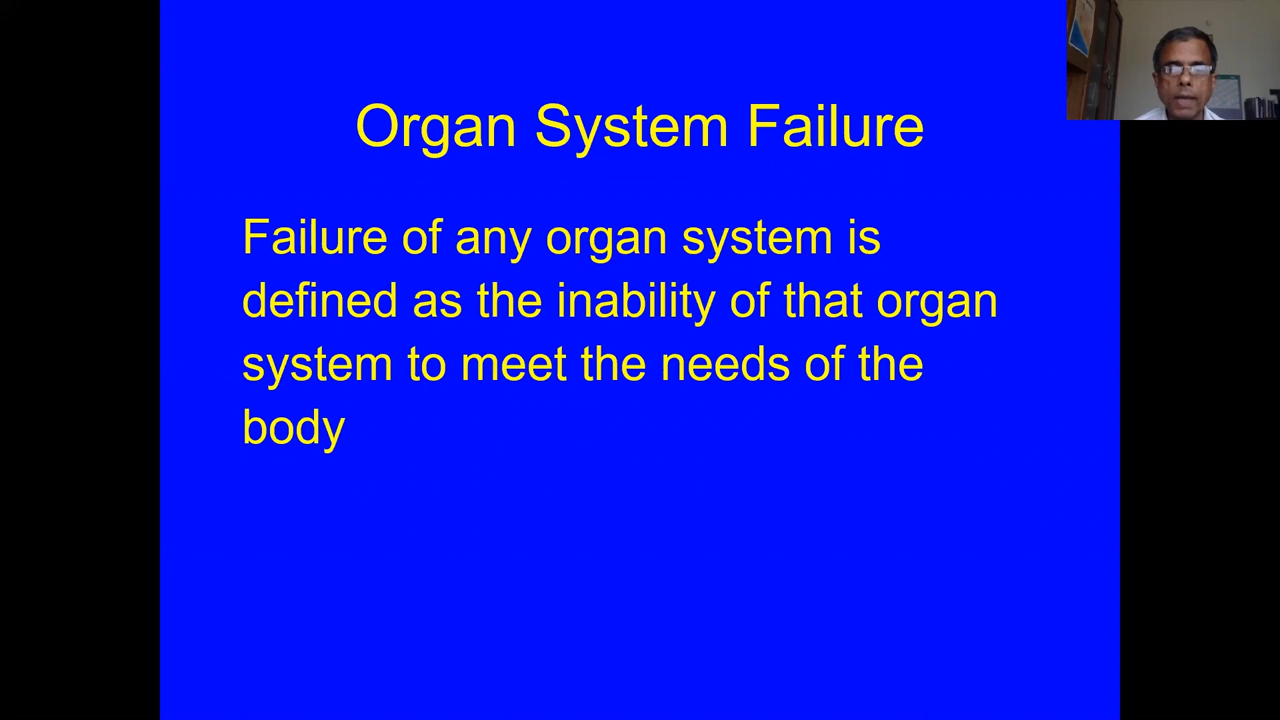 Organ System Failure
Failure of any organ system is
defined as the inability of that organ
system to meet the needs of the
body